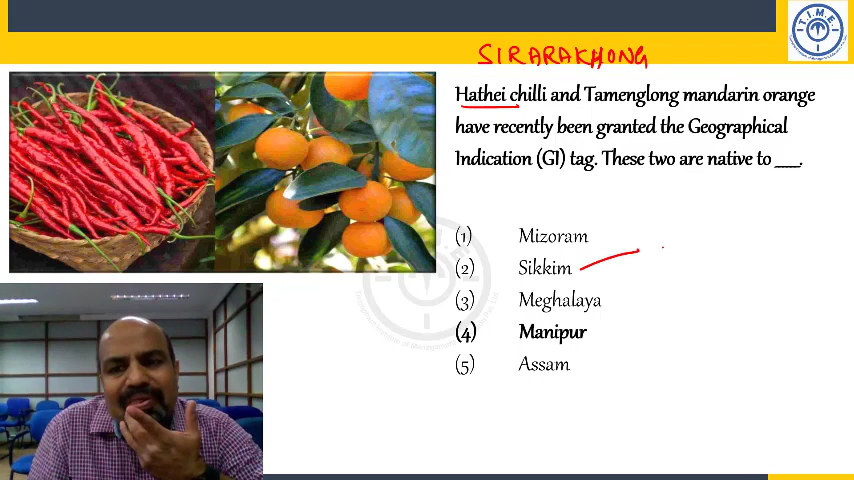 T.I.M.E.
SIRARAKHONG
Hathei chilli and Tamenglong mandarin orange
have recently been granted the Geographical
Indication (GI) tag. These two are native to ___.
(1) Mizoram
(2) Sikkim
(3) Meghalaya
(4) Manipur
(5) Assam